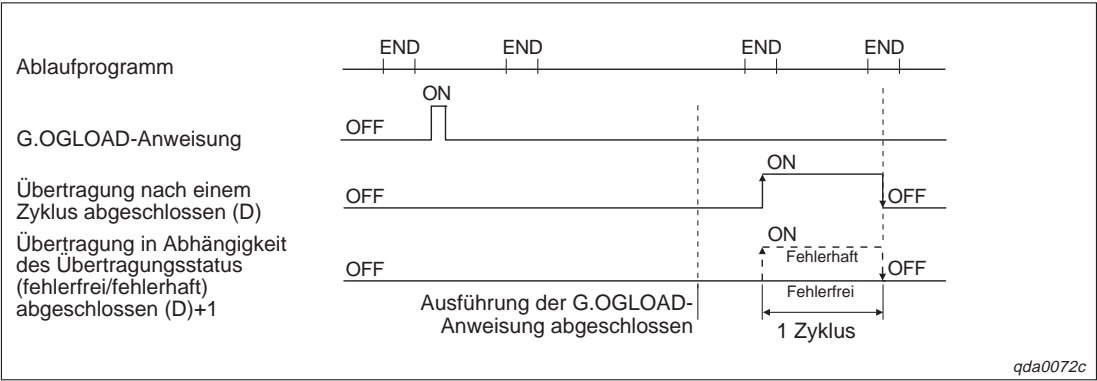 END END END END
Ablaufprogramm
ON
OFF
G.OGLOAD-Anweisung
ON
Übertragung nach einem
Zyklus abgeschlossen (D)
OFF
OFF
Übertragung in Abhängigkeit
des Übertragungsstatus
(fehlerfrei/fehlerhaft)
abgeschlossen (D)+1
ON
Fehlerhaft
OFF
OFF
Fehlerfrei
Ausführung der G.OGLOAD-
Anweisung abgeschlossen
1 Zyklus
qda0072c